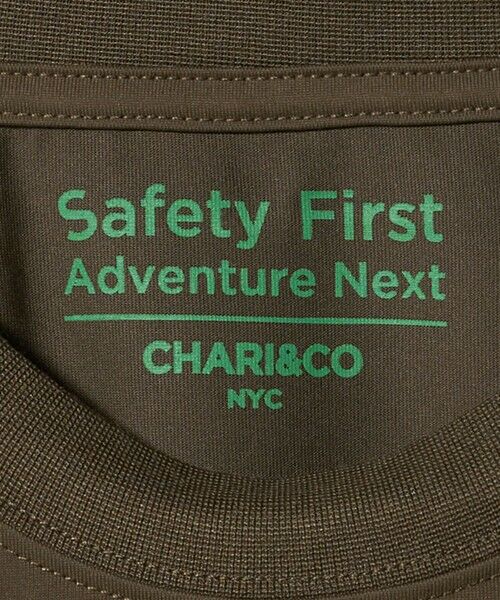 Safety First
Adventure Next
CHARI&CO
NYC